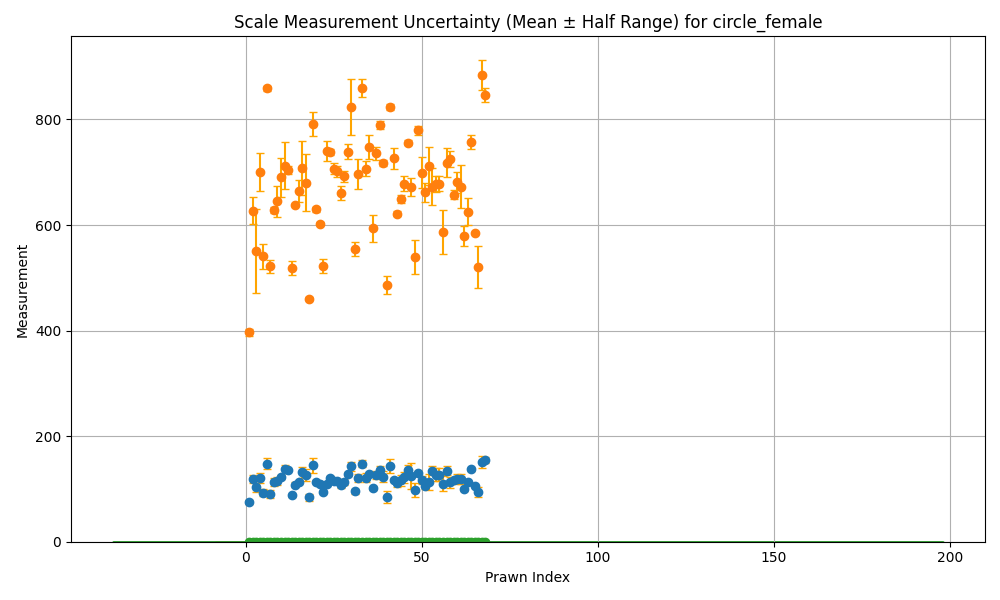 Scale Measurement Uncertainty (Mean ± Half Range) for circle_female
Measurement
800
600
400
200
0
0 50 100 150 200
Prawn Index